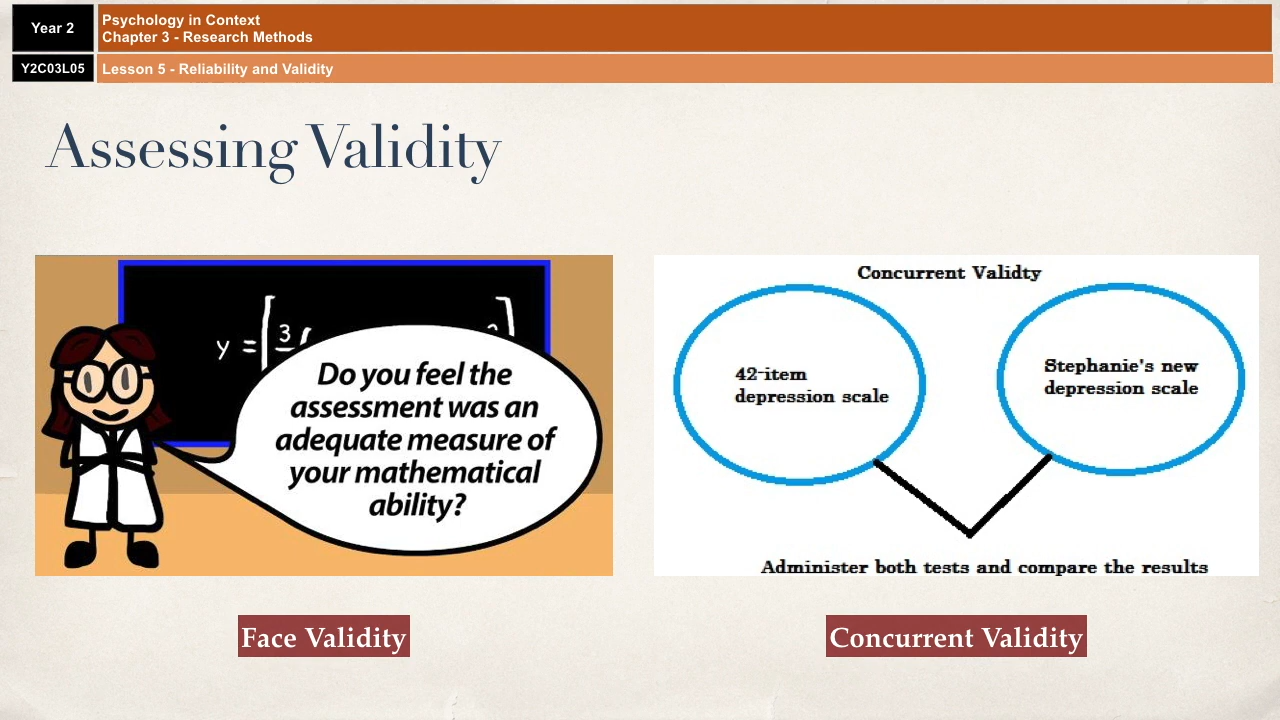 Year 2
Psychology in Context
Chapter 3 - Research Methods
Y2C03L05
Lesson 5 - Reliability and Validity
Assessing Validity
y = [ 3
Do you feel the
assessment was an
adequate measure of
your mathematical
ability?
Concurrent Validty
42-item
depression scale
Stephanie's new
depression scale
Administer both tests and compare the results
Face Validity
Concurrent Validity